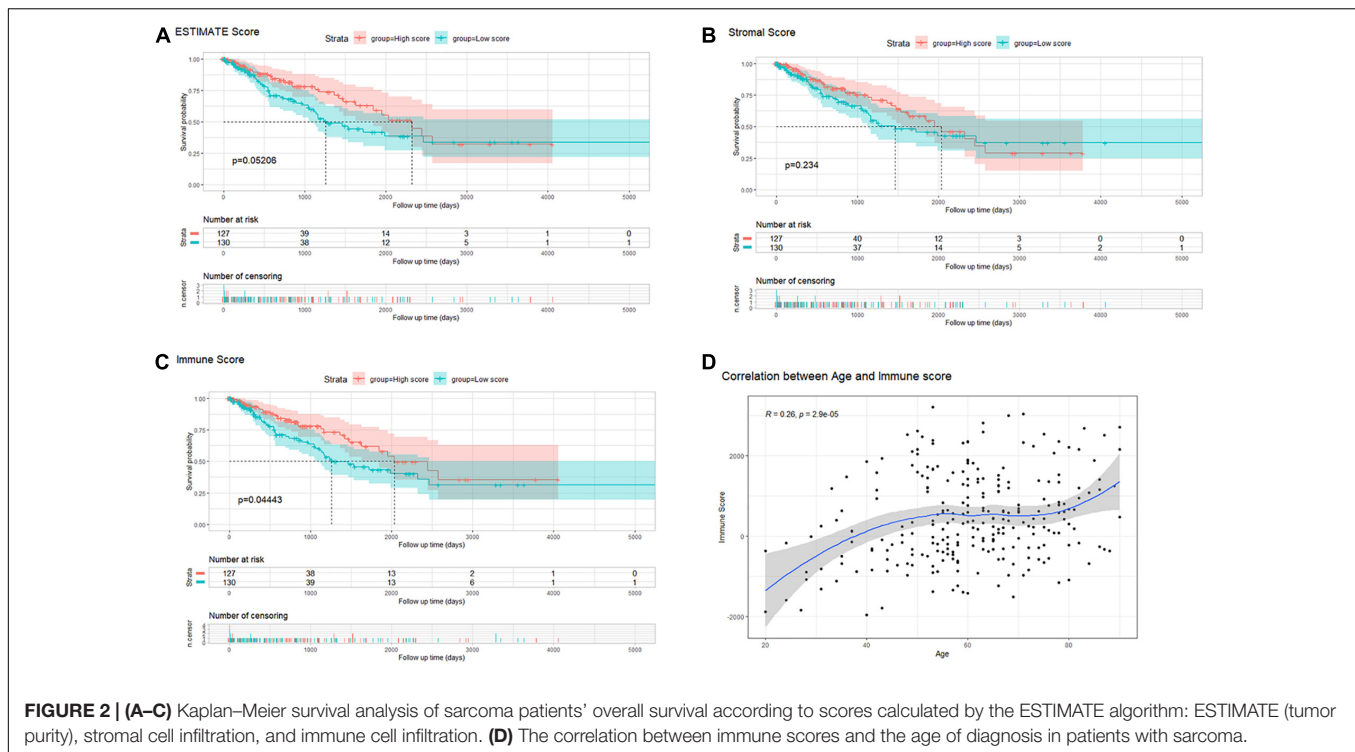 A ESTIMATE Score
Strata group=High score group=Low score
1.00
0.75
0.50
0.25
0.00
Survival probability
p=0.05206
0 1000 2000 3000 4000 5000
Follow up time (days)
Number at risk
Strata
127 39 14 3 1 0
130 38 12 5 1 1
0 1000 2000 3000 4000 5000
Follow up time (days)
Number of censoring
n.censor
3
2
1
0
0 1000 2000 3000 4000 5000
Follow up time (days)
B Stromal Score
Strata group=High score group=Low score
1.00
0.75
0.50
0.25
0.00
Survival probability
p=0.234
0 1000 2000 3000 4000 5000
Follow up time (days)
Number at risk
Strata
127 40 12 3 0 0
130 37 14 5 2 1
0 1000 2000 3000 4000 5000
Follow up time (days)
Number of censoring
n.censor
3
2
1
0
0 1000 2000 3000 4000 5000
Follow up time (days)
C Immune Score
Strata group=High score group=Low score
1.00
0.75
0.50
0.25
0.00
Survival probability
p=0.04443
0 1000 2000 3000 4000 5000
Follow up time (days)
Number at risk
Strata
127 38 13 2 1 0
130 39 13 6 1 1
0 1000 2000 3000 4000 5000
Follow up time (days)
Number of censoring
n.censor
0 1000 2000 3000 4000 5000
Follow up time (days)
D
Correlation between Age and Immune score
R = 0.26, p = 2.9e-05
2000
0
-2000
Immune Score
20 40 60 80
Age
FIGURE 2 | (A–C) Kaplan–Meier survival analysis of sarcoma patients' overall survival according to scores calculated by the ESTIMATE algorithm: ESTIMATE (tumor
purity), stromal cell infiltration, and immune cell infiltration. (D) The correlation between immune scores and the age of diagnosis in patients with sarcoma.